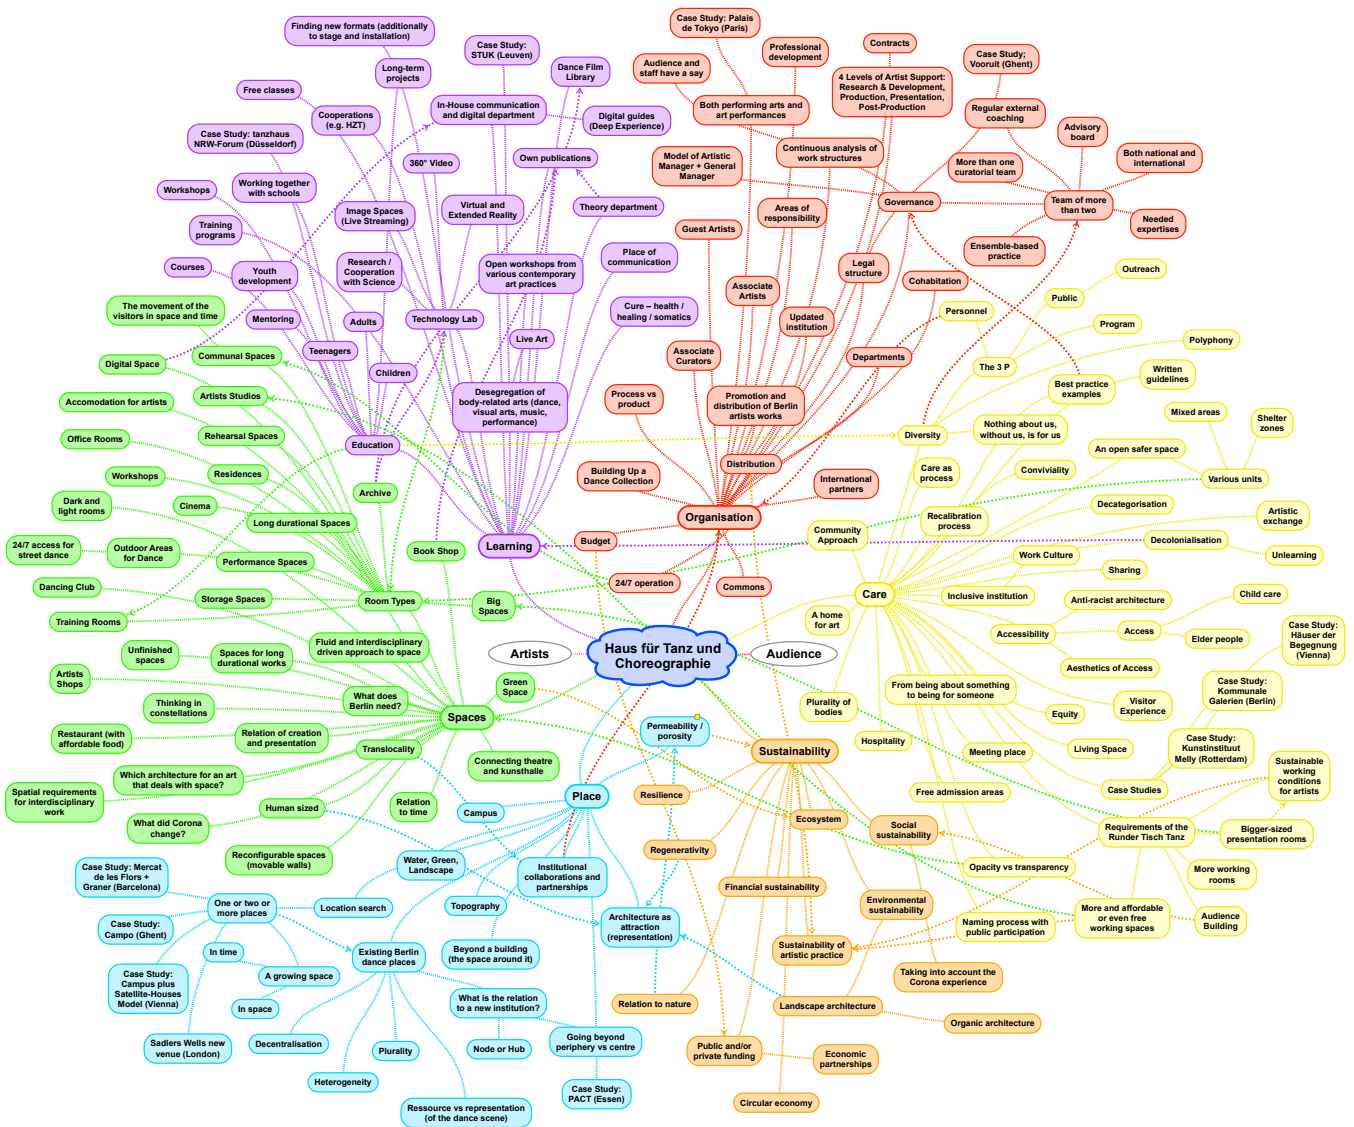 Finding new formats (additionally
to stage and installation)
Case Study:
STUK (Leuven)
Long-term
projects
Dance Film
Library
Free classes
Cooperations
(e.g. HZT)
In-House communication
and digital department
Digital guides
(Deep Experience)
Case Study: tanzhaus
NRW-Forum (Düsseldorf)
360° Video
Own publications
Working together
with schools
Workshops
Image Spaces
(Live Streaming)
Virtual and
Extended Reality
Theory department
Training
programs
Research /
Cooperation
with Science
Open workshops from
various contemporary
art practices
Place of
communication
Courses
Youth
development
Cure – health /
healing / somatics
Mentoring
Adults
Technology Lab
Live Art
Teenagers
Children
Desegregation of
body-related arts (dance,
visual arts, music,
performance)
Education
Learning
Case Study: Palais
de Tokyo (Paris)
Professional
development
Contracts
Case Study;
Vooruit (Ghent)
Audience and
staff have a say
4 Levels of Artist Support:
Research & Development,
Production, Presentation,
Post-Production
Both performing arts and
art performances
Regular external
coaching
Advisory
board
Continuous analysis of
work structures
Model of Artistic
Manager + General
Manager
More than one
curatorial team
Both national and
international
Governance
Team of more
than two
Areas of
responsibility
Needed
expertises
Guest Artists
Ensemble-based
practice
Legal
structure
Cohabitation
Associate
Artists
Updated
institution
Associate
Curators
Departments
Process vs
product
Promotion and
distribution of Berlin
artists works
Distribution
Building Up a
Dance Collection
International
partners
Organisation
Budget
24/7 operation
Commons
Personnel
Public
Outreach
Program
Polyphony
The 3 P
Best practice
examples
Written
guidelines
Mixed areas
Shelter
zones
Diversity
Nothing about us,
without us, is for us
An open safer space
Various units
Care as
process
Conviviality
Decategorisation
Artistic
exchange
Community
Approach
Recalibration
process
Work Culture
Decolonialisation
Unlearning
Sharing
Care
Inclusive institution
Anti-racist architecture
Child care
A home
for art
Accessibility
Access
Elder people
Case Study:
Häuser der
Begegnung
(Vienna)
Aesthetics of Access
From being about something
to being for someone
Visitor
Experience
Case Study:
Kommunale
Galerien (Berlin)
Plurality of
bodies
Equity
Hospitality
Meeting place
Living Space
Case Study:
Kunstinstituut
Melly (Rotterdam)
Free admission areas
Case Studies
Sustainable
working
conditions
for artists
Requirements of the
Runder Tisch Tanz
Bigger-sized
presentation rooms
Opacity vs transparency
More working
rooms
Naming process with
public participation
More and affordable
or even free
working spaces
Audience
Building
The movement of the
visitors in space and time
Digital Space
Communal Spaces
Accomodation for artists
Artists Studios
Office Rooms
Rehearsal Spaces
Workshops
Residences
Archive
Dark and
light rooms
Cinema
Long durational Spaces
Book Shop
24/7 access for
street dance
Outdoor Areas
for Dance
Performance Spaces
Dancing Club
Storage Spaces
Room Types
Big
Spaces
Training Rooms
Unfinished
spaces
Spaces for long
durational works
Fluid and interdisciplinary
driven approach to space
Artists
Shops
Green
Space
Thinking in
constellations
What does
Berlin need?
Spaces
Restaurant (with
affordable food)
Relation of creation
and presentation
Translocality
Connecting theatre
and kunsthalle
Which architecture for an art
that deals with space?
Spatial requirements
for interdisciplinary
work
Human sized
Relation
to time
What did Corona
change?
Reconfigurable spaces
(movable walls)
Artists
Haus für Tanz und
Choreographie
Audience
Permeability /
porosity
Place
Campus
Water, Green,
Landscape
Institutional
collaborations and
partnerships
Case Study: Mercat
de les Flors +
Graner (Barcelona)
One or two or
more places
Location search
Topography
Architecture as
attraction
(representation)
Case Study:
Campo (Ghent)
In time
Existing Berlin
dance places
Beyond a building
(the space around it)
Case Study:
Campus plus
Satellite-Houses
Model (Vienna)
A growing space
In space
What is the relation
to a new institution?
Sadlers Wells new
venue (London)
Decentralisation
Plurality
Node or Hub
Going beyond
periphery vs centre
Heterogeneity
Ressource vs representation
(of the dance scene)
Case Study:
PACT (Essen)
Sustainability
Resilience
Ecosystem
Social
sustainability
Regenerativity
Financial sustainability
Environmental
sustainability
Sustainability of
artistic practice
Taking into account the
Corona experience
Relation to nature
Landscape architecture
Organic architecture
Public and/or
private funding
Economic
partnerships
Circular economy